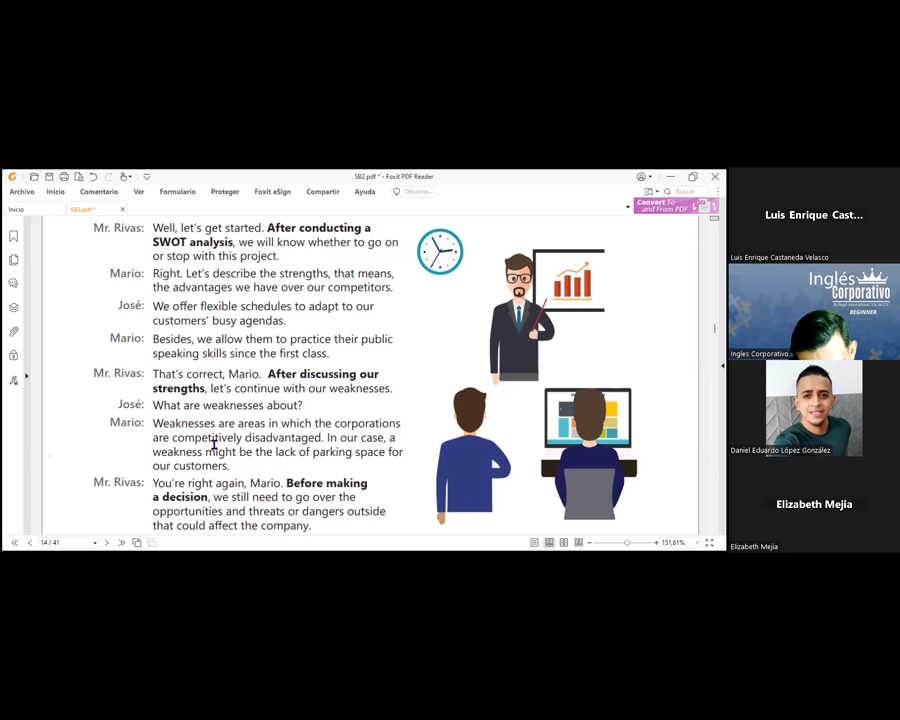 SB2.pdf * - Foxit PDF Reader
Archivo Inicio Comentario Ver Formulario Proteger Foxit eSign Compartir Ayuda Decirme... Buscar
Inicio SB2.pdf *
Convert To
and From PDF
Mr. Rivas: Well, let's get started. After conducting a
SWOT analysis, we will know whether to go on
or stop with this project.
Mario: Right. Let's describe the strengths, that means,
the advantages we have over our competitors.
José: We offer flexible schedules to adapt to our
customers' busy agendas.
Mario: Besides, we allow them to practice their public
speaking skills since the first class.
Mr. Rivas: That's correct, Mario. After discussing our
strengths, let's continue with our weaknesses.
José: What are weaknesses about?
Mario: Weaknesses are areas in which the corporations
are competitively disadvantaged. In our case, a
weakness might be the lack of parking space for
our customers.
Mr. Rivas: You're right again, Mario. Before making
a decision, we still need to go over the
opportunities and threats or dangers outside
that could affect the company.
14 / 41
151,61%
Luis Enrique Cast...
Luis Enrique Castaneda Velasco
Inglés
Corporativo
BEGINNER
Ingles Corporativo
Daniel Eduardo López González
Elizabeth Mejia
Elizabeth Mejia